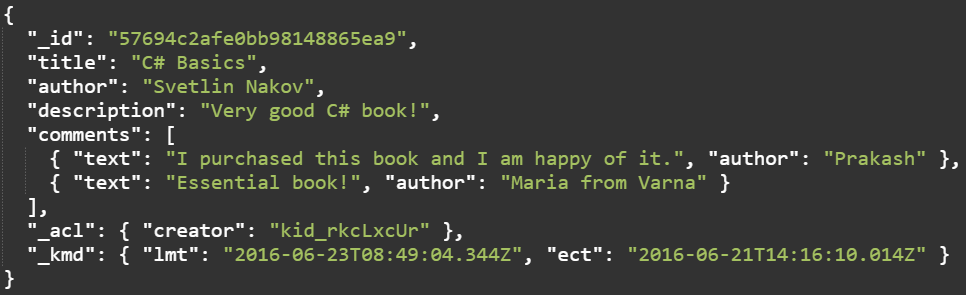 {
  "_id": "57694c2afe0bb98148865ea9",
  "title": "C# Basics",
  "author": "Svetlin Nakov",
  "description": "Very good C# book!",
  "comments": [
    { "text": "I purchased this book and I am happy of it.", "author": "Prakash" },
    { "text": "Essential book!", "author": "Maria from Varna" }
  ],
  "_acl": { "creator": "kid_rkcLxcUr" },
  "_kmd": { "lmt": "2016-06-23T08:49:04.344Z", "ect": "2016-06-21T14:16:10.014Z" }
}